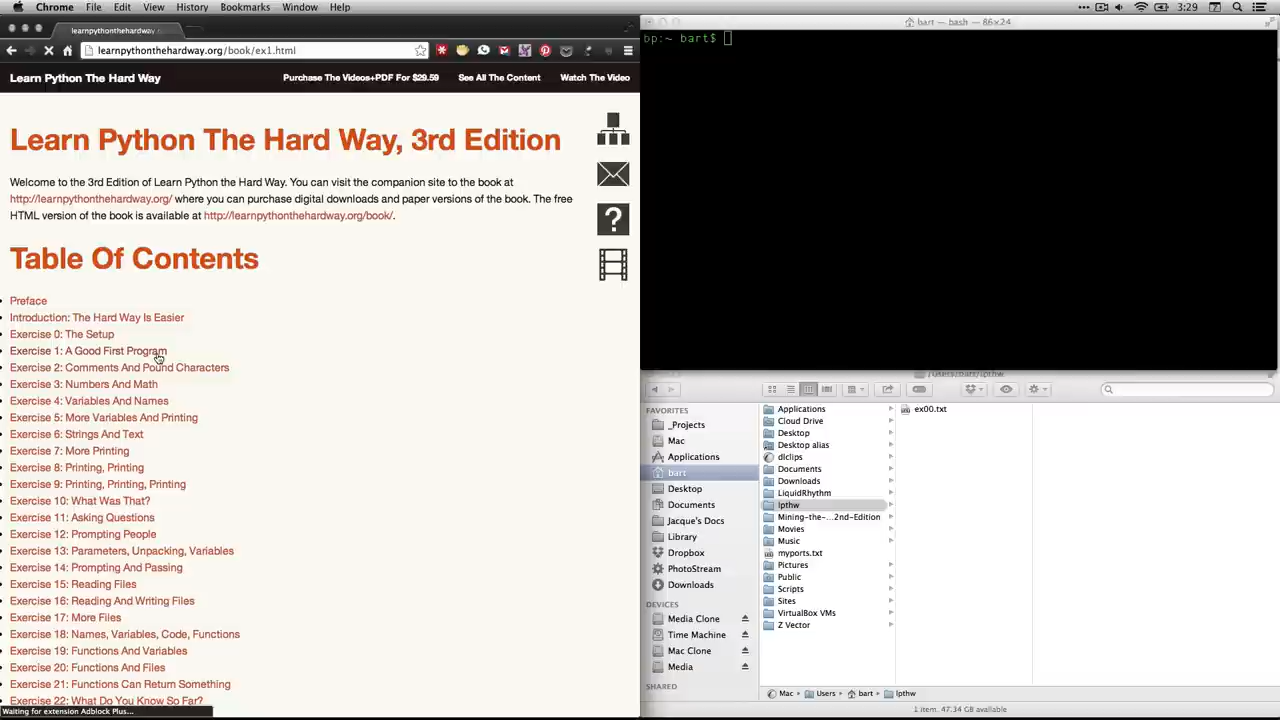 Chrome File Edit View History Bookmarks Window Help 3:29
learnpythonthehardway.org
learnpythonthehardway.org/book/ex1.html
Learn Python The Hard Way Purchase The Videos+PDF For $29.59 See All The Content Watch The Video
Learn Python The Hard Way, 3rd Edition
Welcome to the 3rd Edition of Learn Python the Hard Way. You can visit the companion site to the book at
http://learnpythonthehardway.org/ where you can purchase digital downloads and paper versions of the book. The free
HTML version of the book is available at http://learnpythonthehardway.org/book/.
Table Of Contents
Preface
Introduction: The Hard Way Is Easier
Exercise 0: The Setup
Exercise 1: A Good First Program
Exercise 2: Comments And Pound Characters
Exercise 3: Numbers And Math
Exercise 4: Variables And Names
Exercise 5: More Variables And Printing
Exercise 6: Strings And Text
Exercise 7: More Printing
Exercise 8: Printing, Printing
Exercise 9: Printing, Printing, Printing
Exercise 10: What Was That?
Exercise 11: Asking Questions
Exercise 12: Prompting People
Exercise 13: Parameters, Unpacking, Variables
Exercise 14: Prompting And Passing
Exercise 15: Reading Files
Exercise 16: Reading And Writing Files
Exercise 17: More Files
Exercise 18: Names, Variables, Code, Functions
Exercise 19: Functions And Variables
Exercise 20: Functions And Files
Exercise 21: Functions Can Return Something
Exercise 22: What Do You Know So Far?
Waiting for extension Adblock Plus...
bart — bash — 86×24
bp:~ bart$
/Users/bart/lpthw
FAVORITES
_Projects
Mac
Applications
bart
Desktop
Documents
Jacque's Docs
Library
Dropbox
PhotoStream
Downloads
DEVICES
Media Clone
Time Machine
Mac Clone
Media
SHARED
Applications
Cloud Drive
Desktop
Desktop alias
dlclips
Documents
Downloads
LiquidRhythm
lpthw
Mining-the-...2nd-Edition
Movies
Music
myports.txt
Pictures
Public
Scripts
Sites
VirtualBox VMs
Z Vector
ex00.txt
Mac Users bart lpthw
1 item, 47.34 GB available